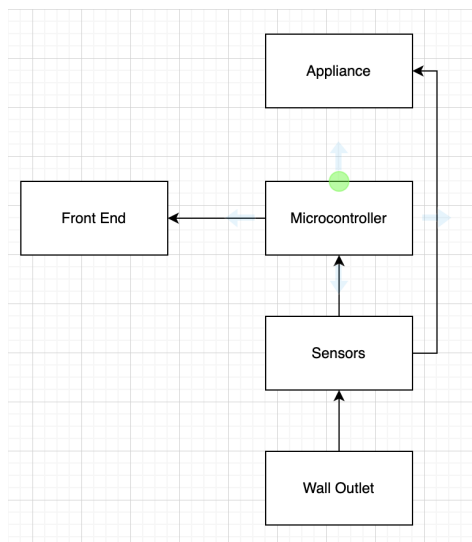 Appliance
Front End
Microcontroller
Sensors
Wall Outlet